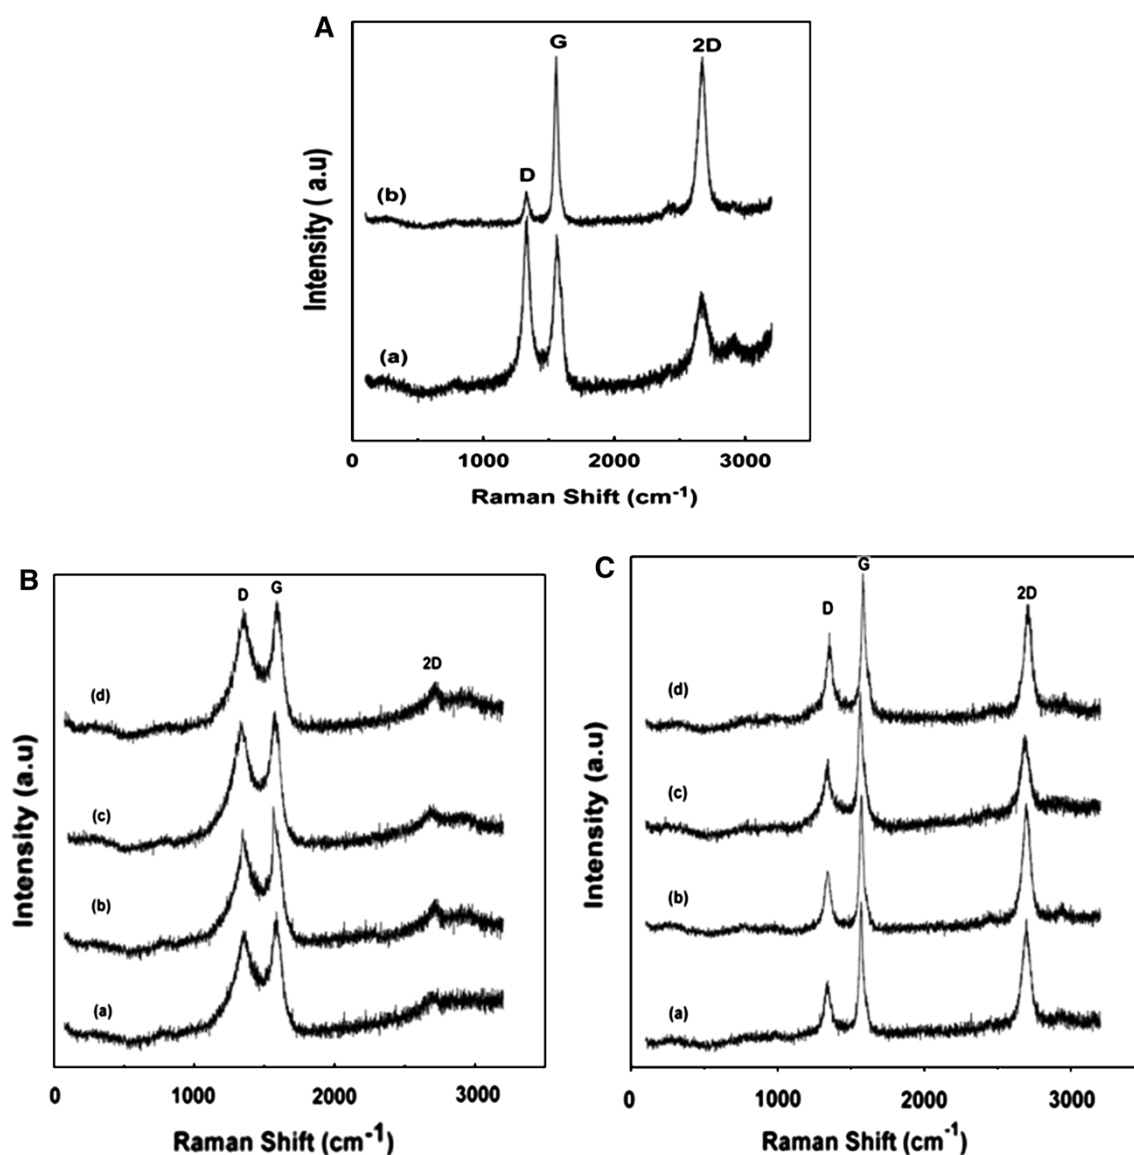 A
G
2D
D
(b)
(a)
Intensity ( a.u)
0 1000 2000 3000
Raman Shift (cm-1)
B
D
G
2D
(d)
(c)
(b)
(a)
Intensity (a.u)
0 1000 2000 3000
Raman Shift (cm-1)
C
G
D
2D
(d)
(c)
(b)
(a)
Intensity (a.u)
0 1000 2000 3000
Raman Shift (cm-1)